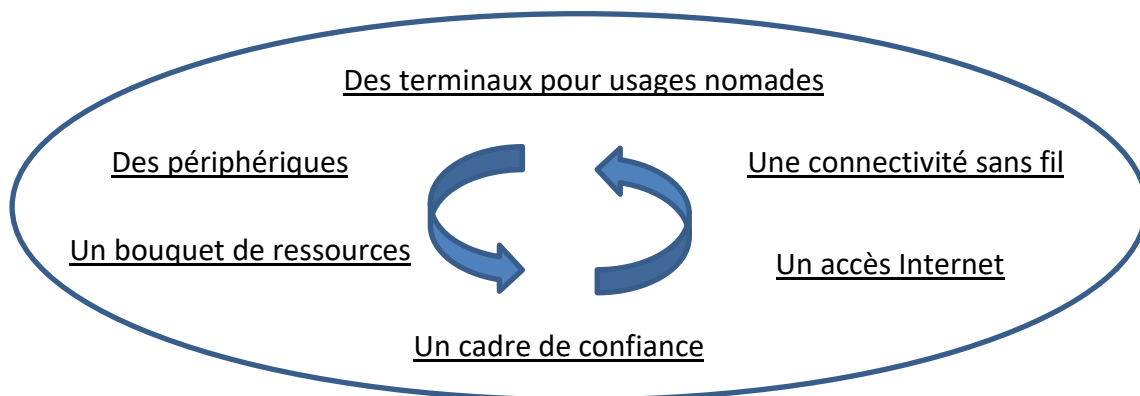 Des terminaux pour usages nomades
Des périphériques
Une connectivité sans fil
Un bouquet de ressources
Un accès Internet
Un cadre de confiance